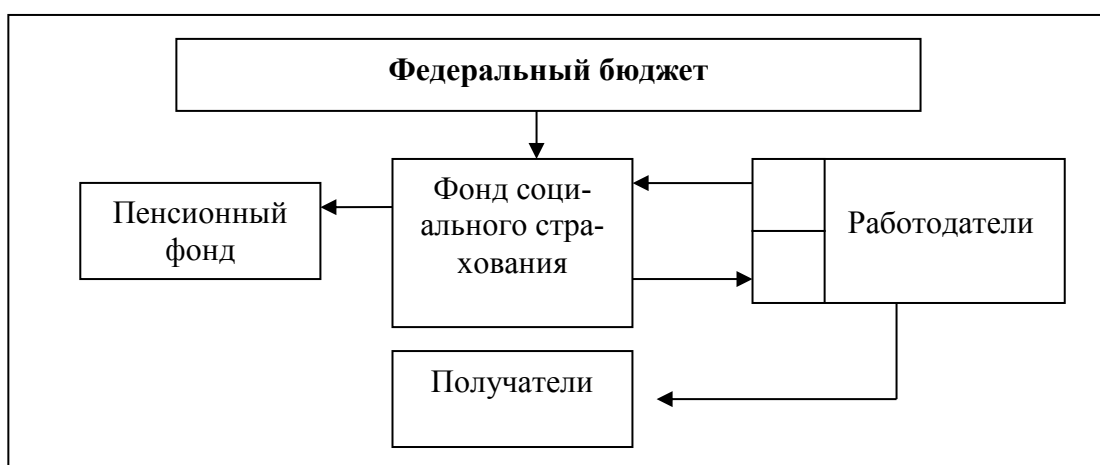 Федеральный бюджет
Пенсионный
фонд
Фонд соци-
ального стра-
хования
Работодатели
Получатели